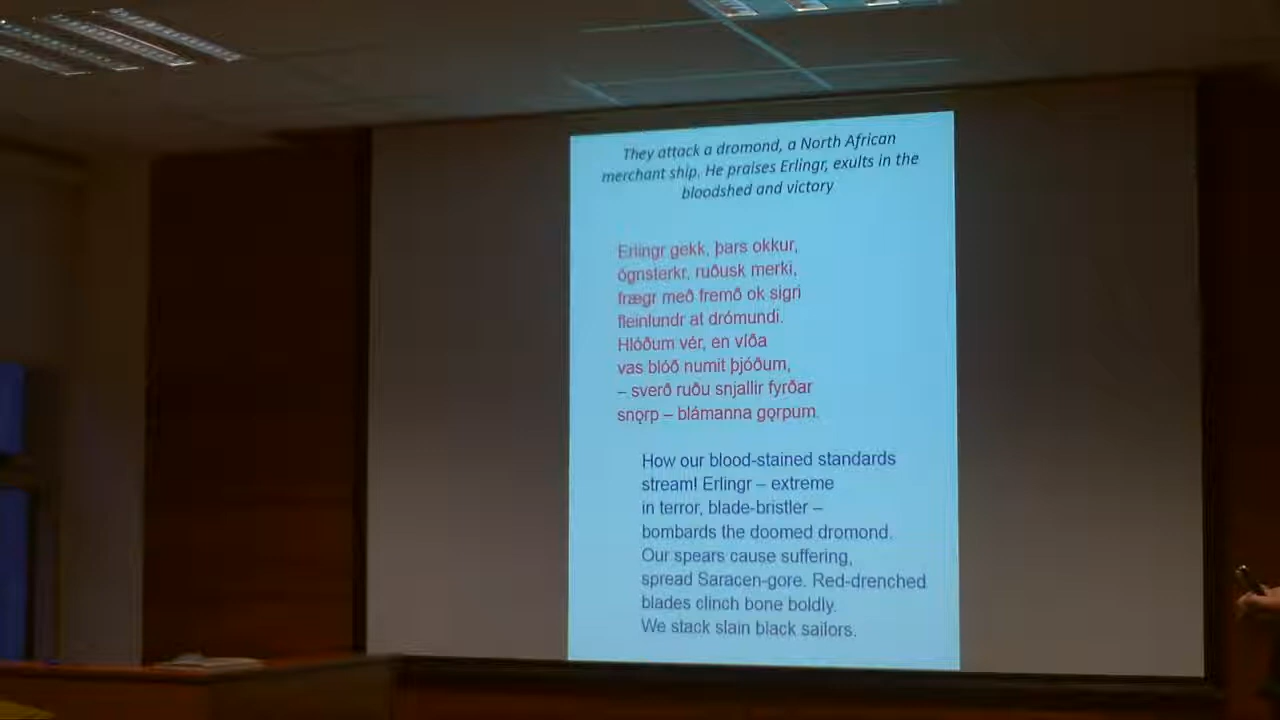 They attack a dromond, a North African
merchant ship. He praises Erlingr, exults in the
bloodshed and victory
Erlingr gekk, þars okkur,
ógnsterkr, ruðusk merki,
frægr með fremð ok sigri
fleinlundr at drómundi.
Hlóðum vér, en víða
vas blóð numit þjóðum,
– sverð ruðu snjallir fyrðar
snǫrp – blámanna gǫrpum.
How our blood-stained standards
stream! Erlingr – extreme
in terror, blade-bristler –
bombards the doomed dromond.
Our spears cause suffering,
spread Saracen-gore. Red-drenched
blades clinch bone boldly.
We stack slain black sailors.